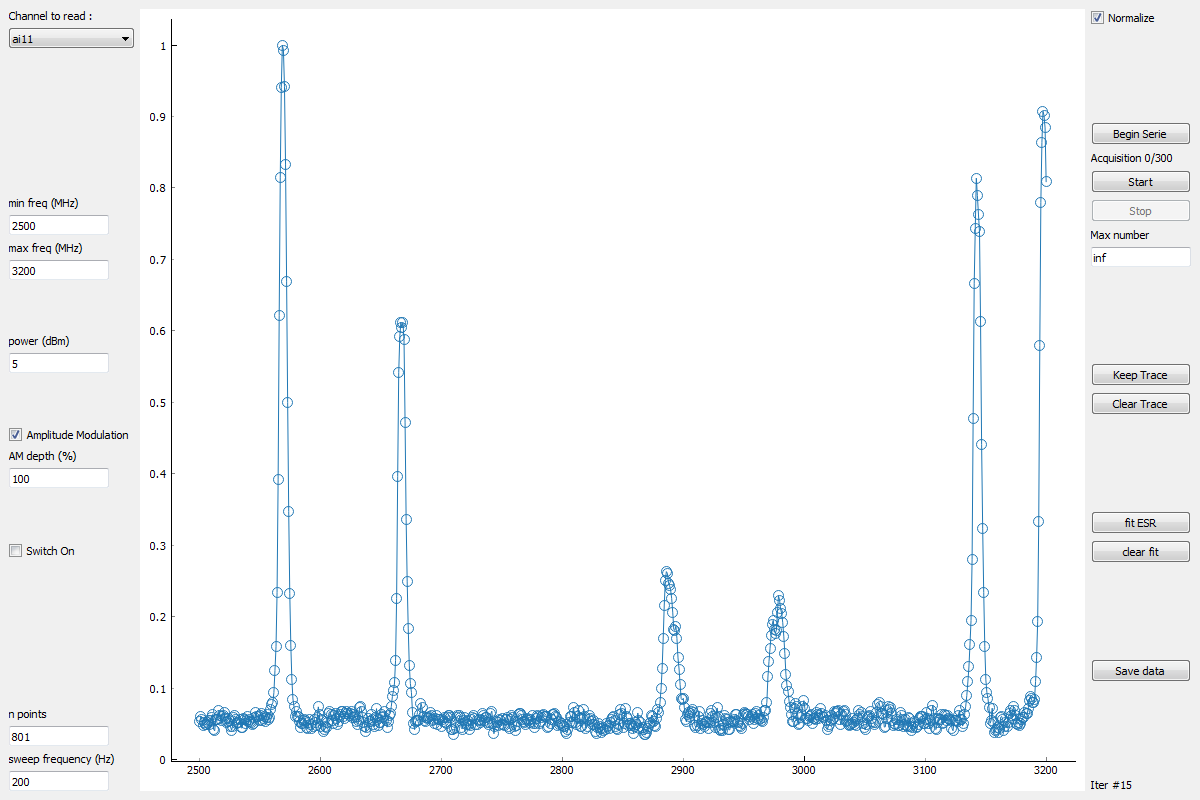 Channel to read :
ai11
min freq (MHz)
2500
max freq (MHz)
3200
power (dBm)
5
Amplitude Modulation
AM depth (%)
100
Switch On
n points
801
sweep frequency (Hz)
200
1
0.9
0.8
0.7
0.6
0.5
0.4
0.3
0.2
0.1
0
2500 2600 2700 2800 2900 3000 3100 3200
Normalize
Begin Serie
Acquisition 0/300
Start
Stop
Max number
inf
Keep Trace
Clear Trace
fit ESR
clear fit
Save data
Iter #15